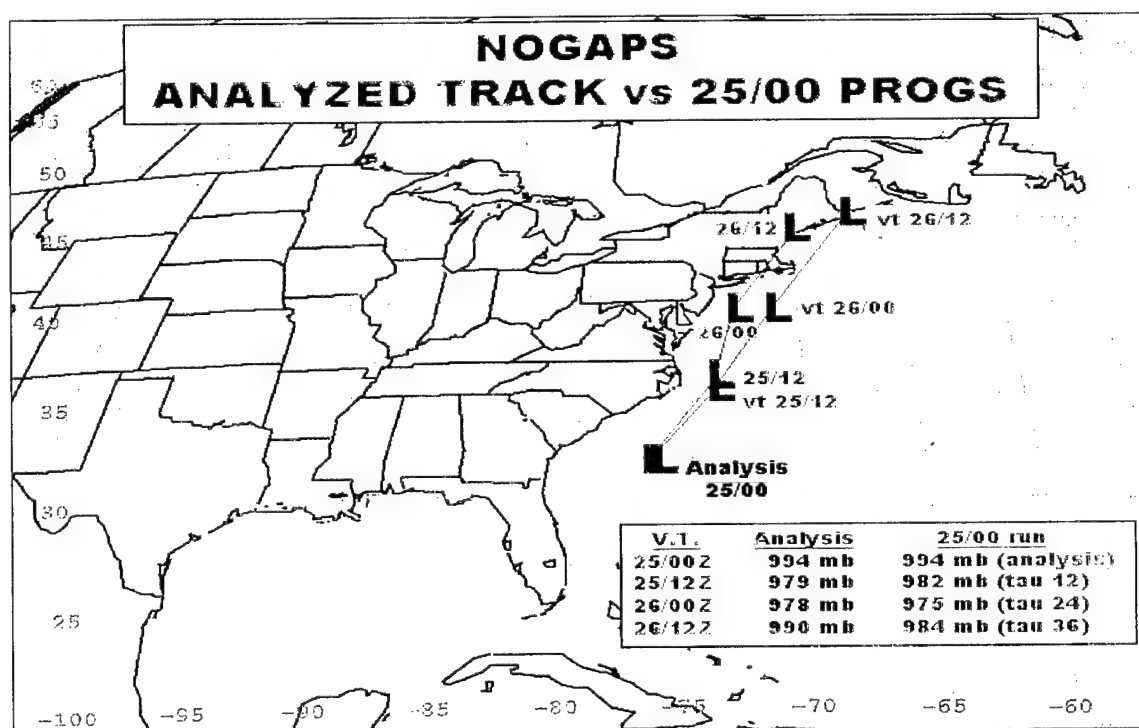 NOGAPS
ANALYZED TRACK vs 25/00 PROGS
50
45
40
35
30
25
26/12
vt 26/12
26/00
vt 26/00
25/12
vt 25/12
Analysis
25/00
V.T. Analysis 25/00 run
25/00Z 994 mb 994 mb (analysis)
25/12Z 979 mb 982 mb (tau 12)
26/00Z 978 mb 975 mb (tau 24)
26/12Z 990 mb 984 mb (tau 36)
-100 -95 -90 -85 -80 -75 -70 -65 -60